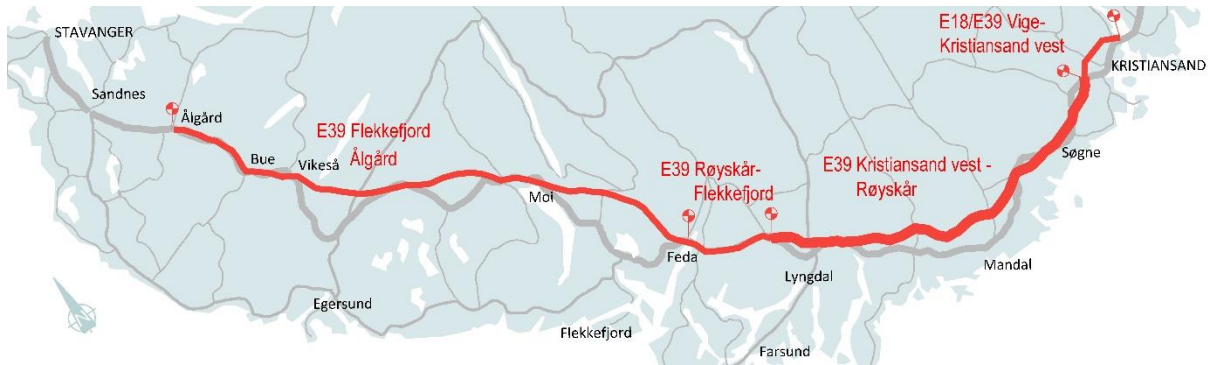 STAVANGER
Sandnes
Ålgård
Bue
Vikeså
E39 Flekkefjord
Ålgård
Egersund
Moi
Flekkefjord
E39 Røyskår-
Flekkefjord
Feda
Lyngdal
Farsund
E39 Kristiansand vest -
Røyskår
Mandal
Søgne
E18/E39 Vige-
Kristiansand vest
KRISTIANSAND